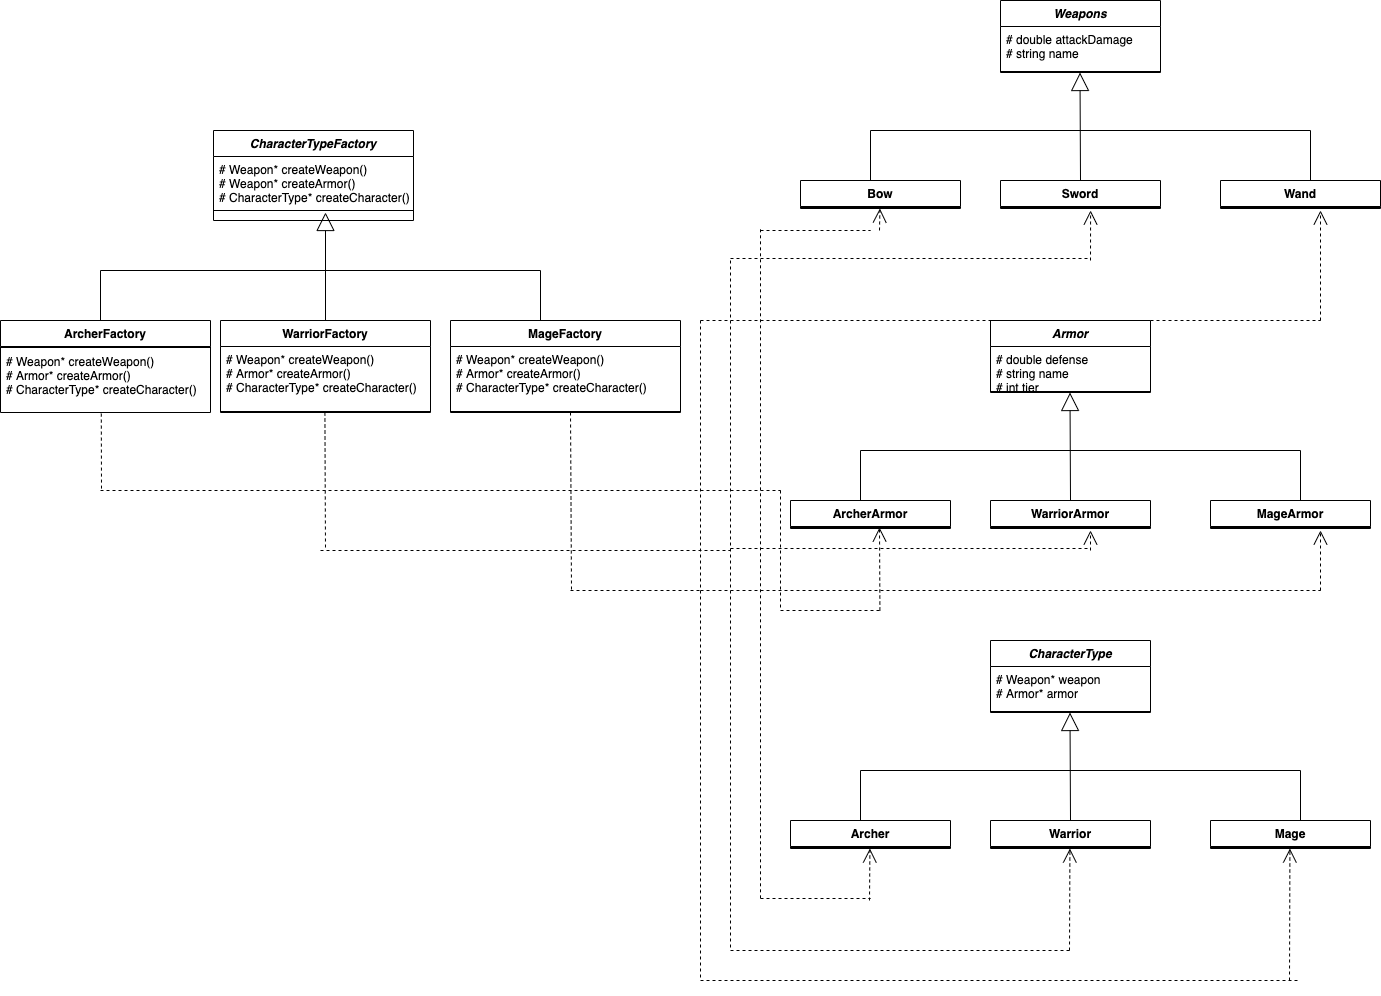 Weapons
# double attackDamage
# string name
CharacterTypeFactory
# Weapon* createWeapon()
# Weapon* createArmor()
# CharacterType* createCharacter()
Bow
Sword
Wand
ArcherFactory
# Weapon* createWeapon()
# Armor* createArmor()
# CharacterType* createCharacter()
WarriorFactory
# Weapon* createWeapon()
# Armor* createArmor()
# CharacterType* createCharacter()
MageFactory
# Weapon* createWeapon()
# Armor* createArmor()
# CharacterType* createCharacter()
Armor
# double defense
# string name
# int tier
ArcherArmor
WarriorArmor
MageArmor
CharacterType
# Weapon* weapon
# Armor* armor
Archer
Warrior
Mage